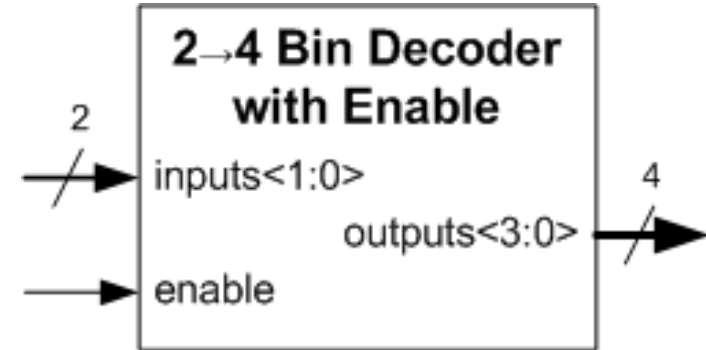 2→4 Bin Decoder
with Enable
2
inputs<1:0>
4
outputs<3:0>
enable